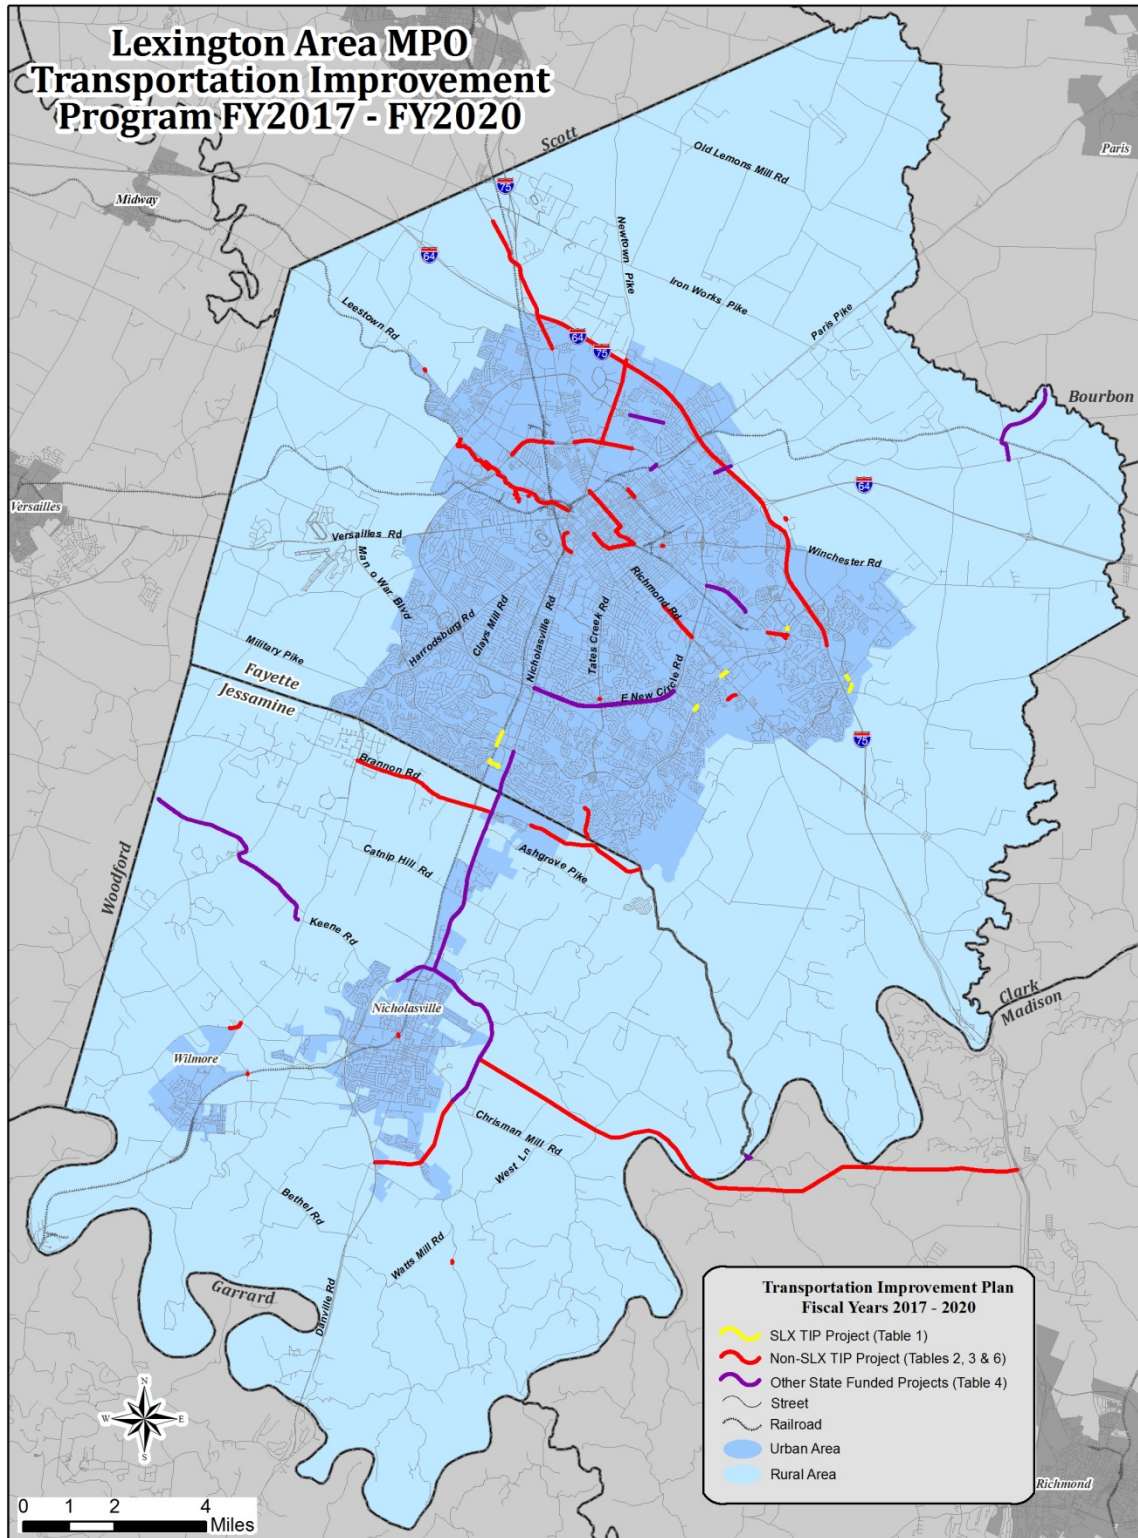 Lexington Area MPO
Transportation Improvement
Program FY2017 - FY2020
Scott
Old Lemons Mill Rd
Paris
Midway
75
Newtown Pike
64
Iron Works Pike
Leestown Rd
Paris Pike
64
75
Bourbon
64
Versailles
Versailles Rd
Winchester Rd
Man o War Blvd
Richmond Rd
Harrodsburg Rd
Clays Mill Rd
Nicholasville Rd
Tates Creek Rd
Military Pike
Fayette
Jessamine
E New Circle Rd
75
Brannon Rd
Woodford
Catnip Hill Rd
Ashgrove Pike
Keene Rd
Clark
Madison
Nicholasville
Wilmore
Chrisman Mill Rd
West Ln
Bethel Rd
Watts Mill Rd
Garrard
Danville Rd
Transportation Improvement Plan
Fiscal Years 2017 - 2020
SLX TIP Project (Table 1)
Non-SLX TIP Project (Tables 2, 3 & 6)
Other State Funded Projects (Table 4)
Street
Railroad
Urban Area
Rural Area
N
W E
S
Richmond
0 1 2 4
Miles